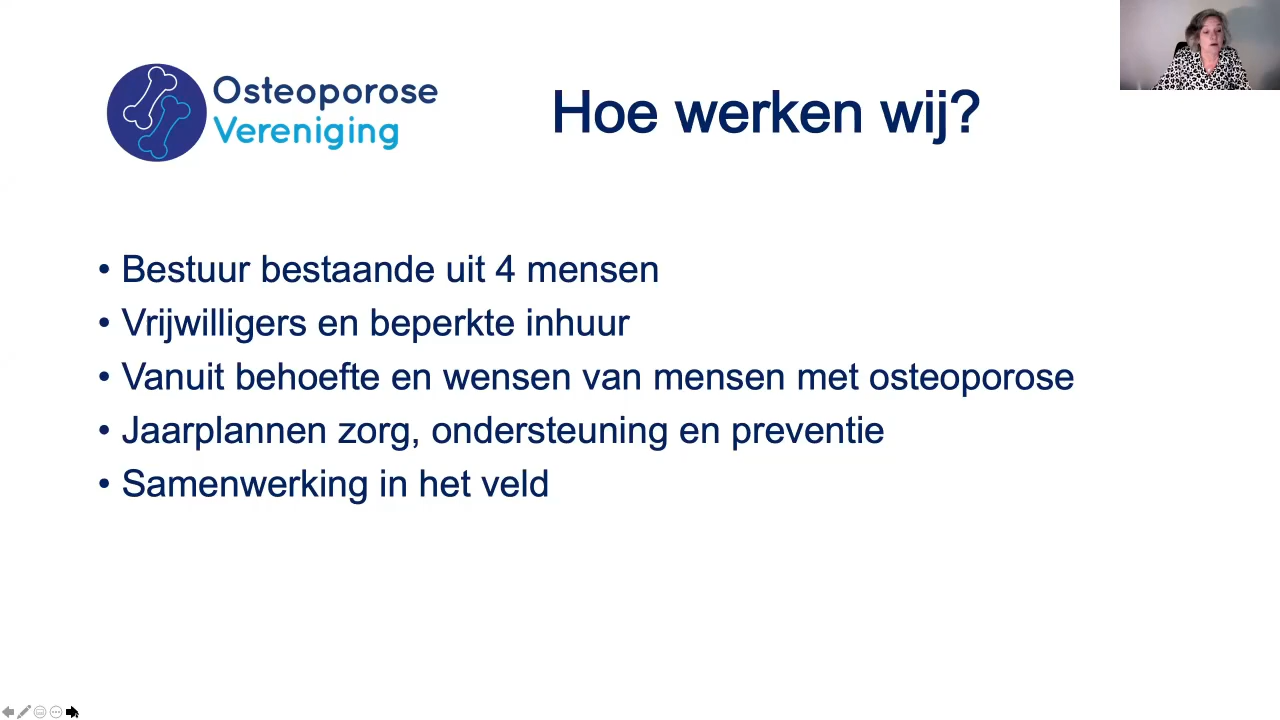 Osteoporose
Vereniging
Hoe werken wij?
• Bestuur bestaande uit 4 mensen
• Vrijwilligers en beperkte inhuur
• Vanuit behoefte en wensen van mensen met osteoporose
• Jaarplannen zorg, ondersteuning en preventie
• Samenwerking in het veld